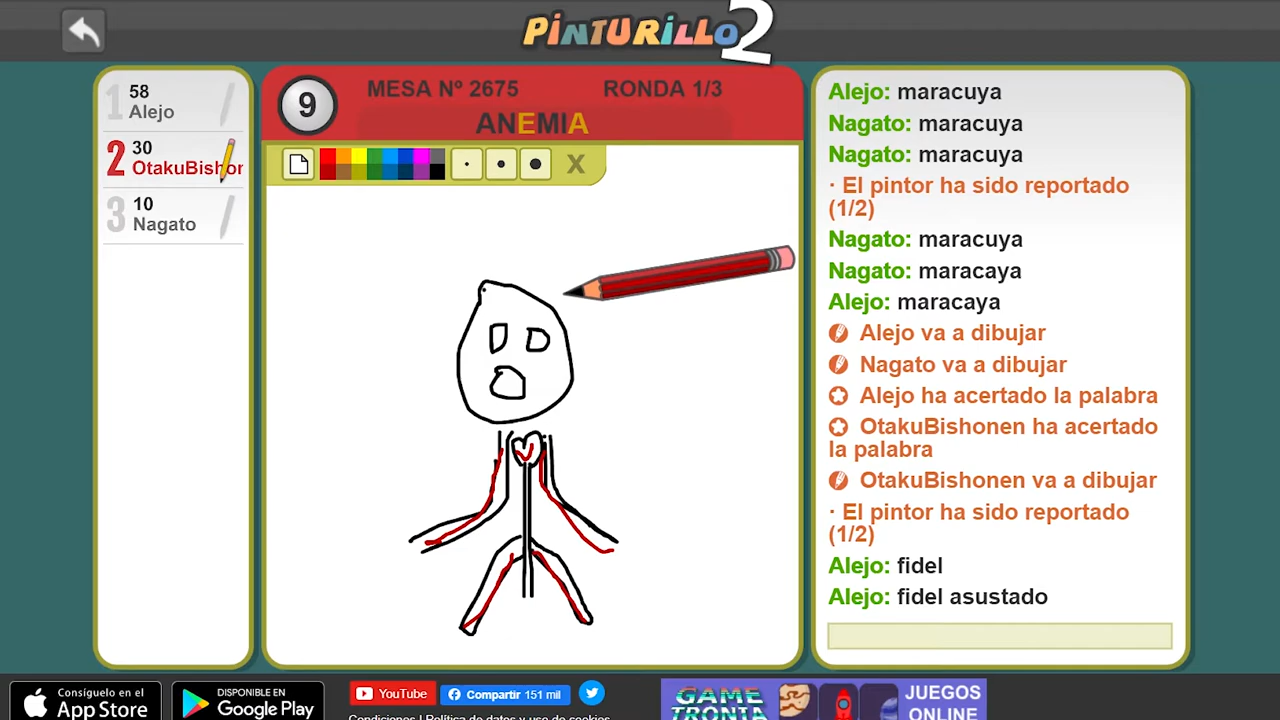 PINTURILLO 2
1 58
Alejo
2 30
OtakuBishor
3 10
Nagato
9
MESA Nº 2675
RONDA 1/3
ANEMIA
X
Alejo: maracuya
Nagato: maracuya
Nagato: maracuya
· El pintor ha sido reportado
(1/2)
Nagato: maracuya
Nagato: maracaya
Alejo: maracaya
Alejo va a dibujar
Nagato va a dibujar
Alejo ha acertado la palabra
OtakuBishonen ha acertado
la palabra
OtakuBishonen va a dibujar
· El pintor ha sido reportado
(1/2)
Alejo: fidel
Alejo: fidel asustado
Consíguelo en el
App Store
DISPONIBLE EN
Google Play
YouTube
Compartir 151 mil
Condiciones | Política de datos y uso de cookies
GAME
TRONIA
JUEGOS
ONLINE